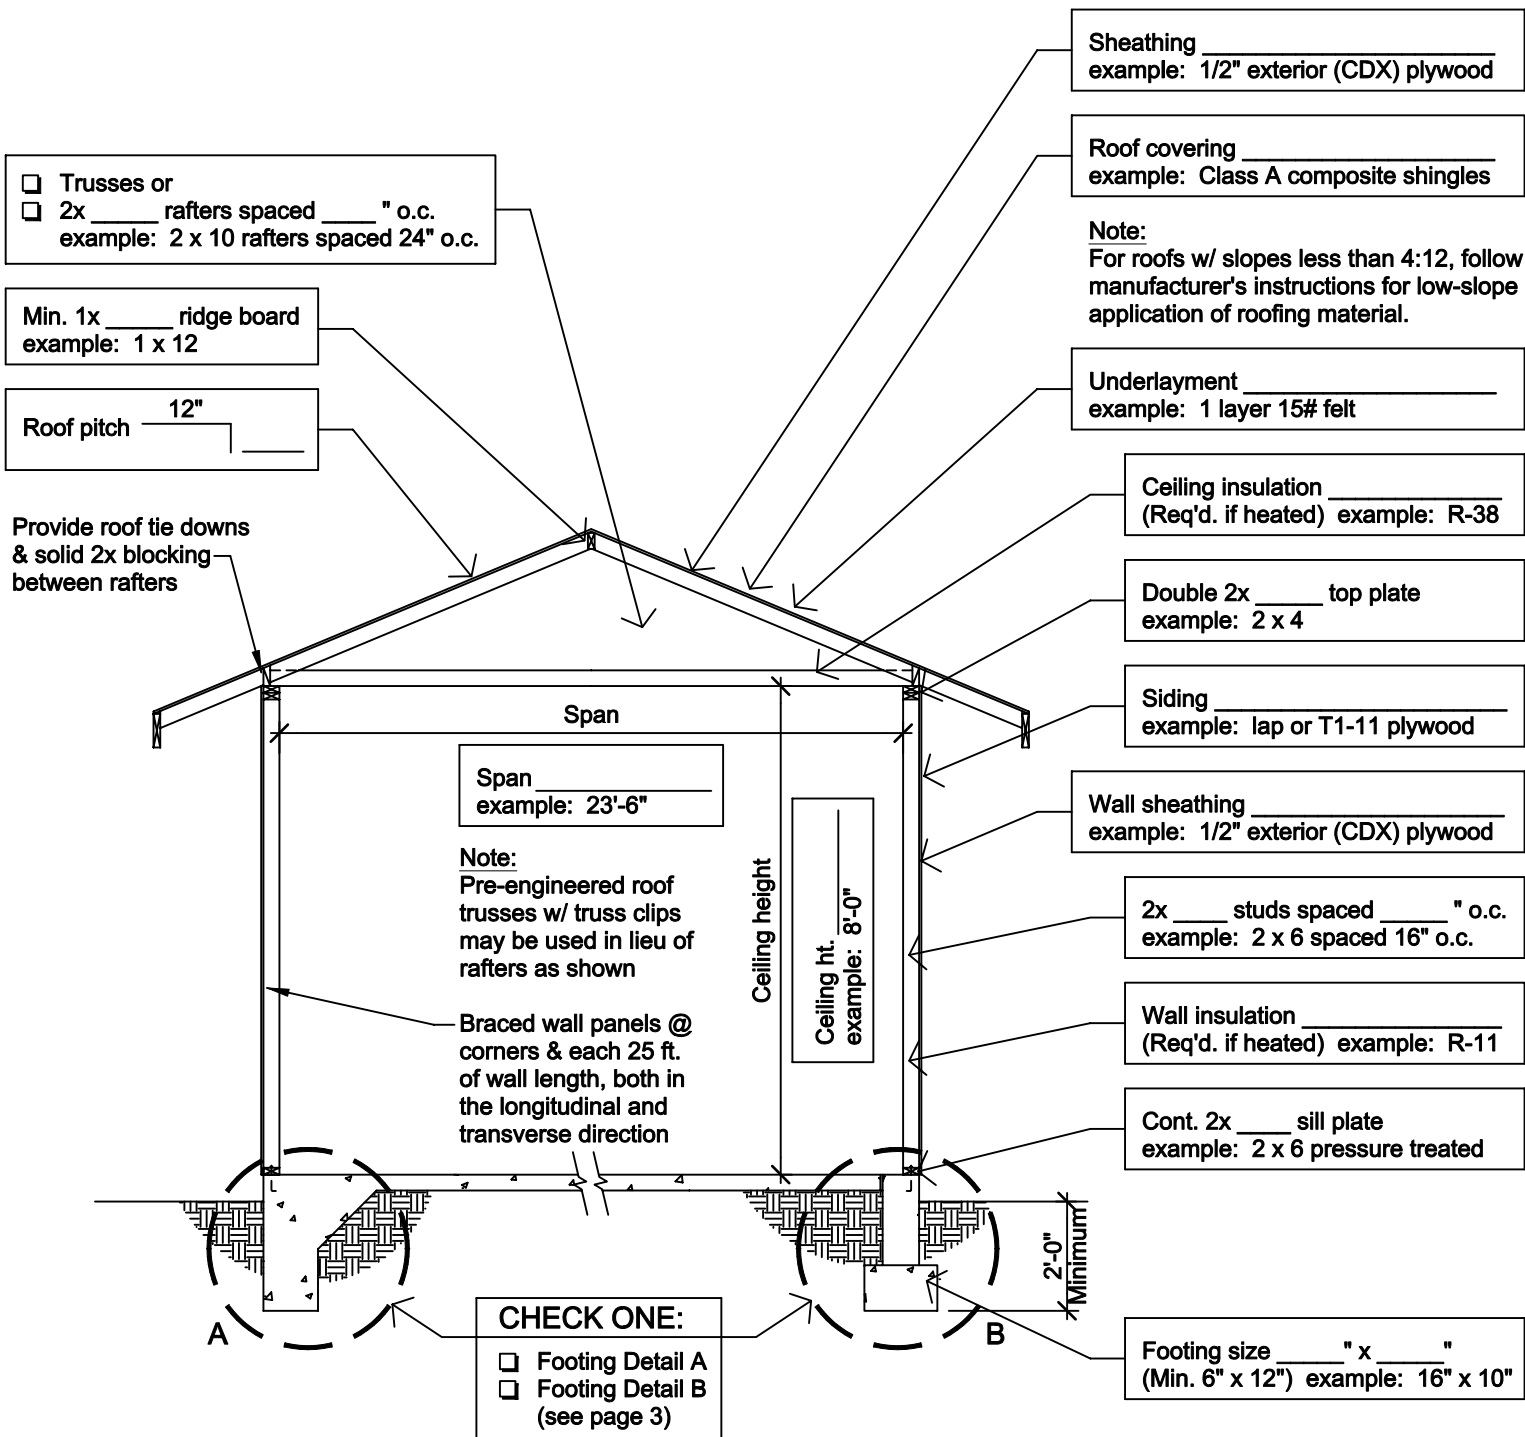 Sheathing ____________________
example: 1/2" exterior (CDX) plywood
Roof covering ____________________
example: Class A composite shingles
Note:
For roofs w/ slopes less than 4:12, follow
manufacturer's instructions for low-slope
application of roofing material.
Underlayment ____________________
example: 1 layer 15# felt
Ceiling insulation ____________________
(Req'd. if heated) example: R-38
Double 2x _____ top plate
example: 2 x 4
Siding ____________________
example: lap or T1-11 plywood
Wall sheathing ____________________
example: 1/2" exterior (CDX) plywood
2x ____ studs spaced _____ " o.c.
example: 2 x 6 spaced 16" o.c.
Wall insulation ____________________
(Req'd. if heated) example: R-11
Cont. 2x ____ sill plate
example: 2 x 6 pressure treated
Footing size _____" x _____"
(Min. 6" x 12") example: 16" x 10"
❑ Trusses or
❑ 2x _____ rafters spaced ____ " o.c.
example: 2 x 10 rafters spaced 24" o.c.
Min. 1x _____ ridge board
example: 1 x 12
Roof pitch 12" ____
Provide roof tie downs
& solid 2x blocking
between rafters
Span
Span ____________
example: 23'-6"
Note:
Pre-engineered roof
trusses w/ truss clips
may be used in lieu of
rafters as shown
Braced wall panels @
corners & each 25 ft.
of wall length, both in
the longitudinal and
transverse direction
Ceiling height
Ceiling ht. ________
example: 8'-0"
2'-0"
Minimum
A
B
CHECK ONE:
❑ Footing Detail A
❑ Footing Detail B
(see page 3)